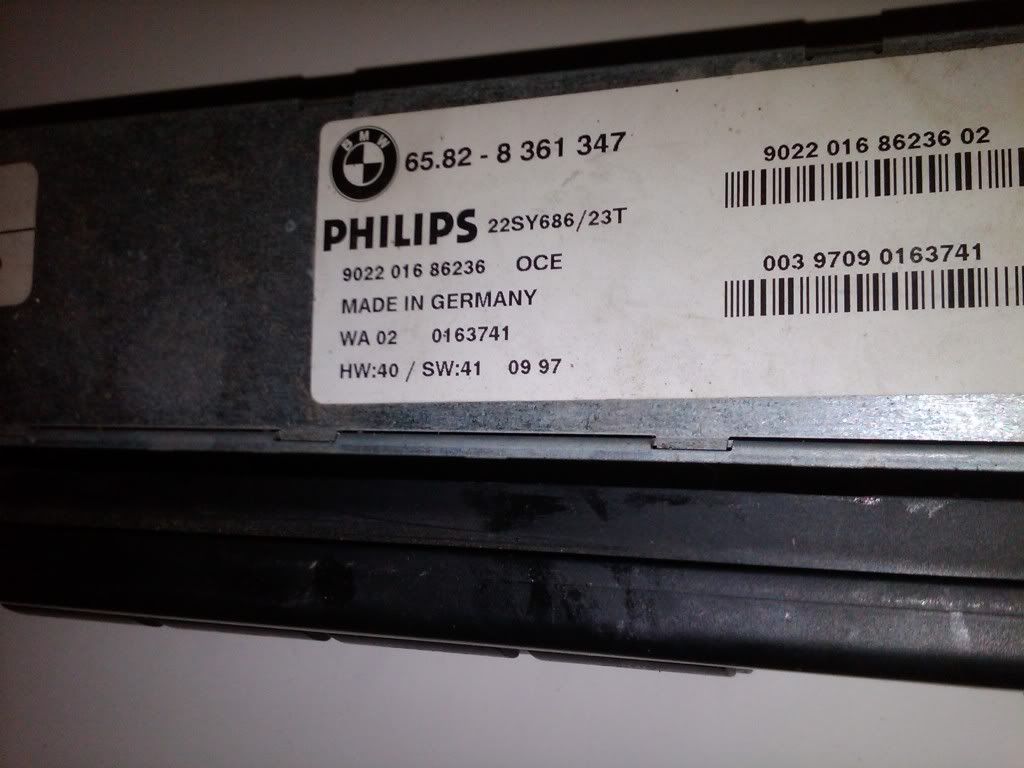 BMW 65.82 - 8 361 347
PHILIPS 22SY686/23T
9022 016 86236 OCE
MADE IN GERMANY
WA 02 0163741
HW:40 / SW:41 09 97
9022 016 86236 02
003 9709 0163741